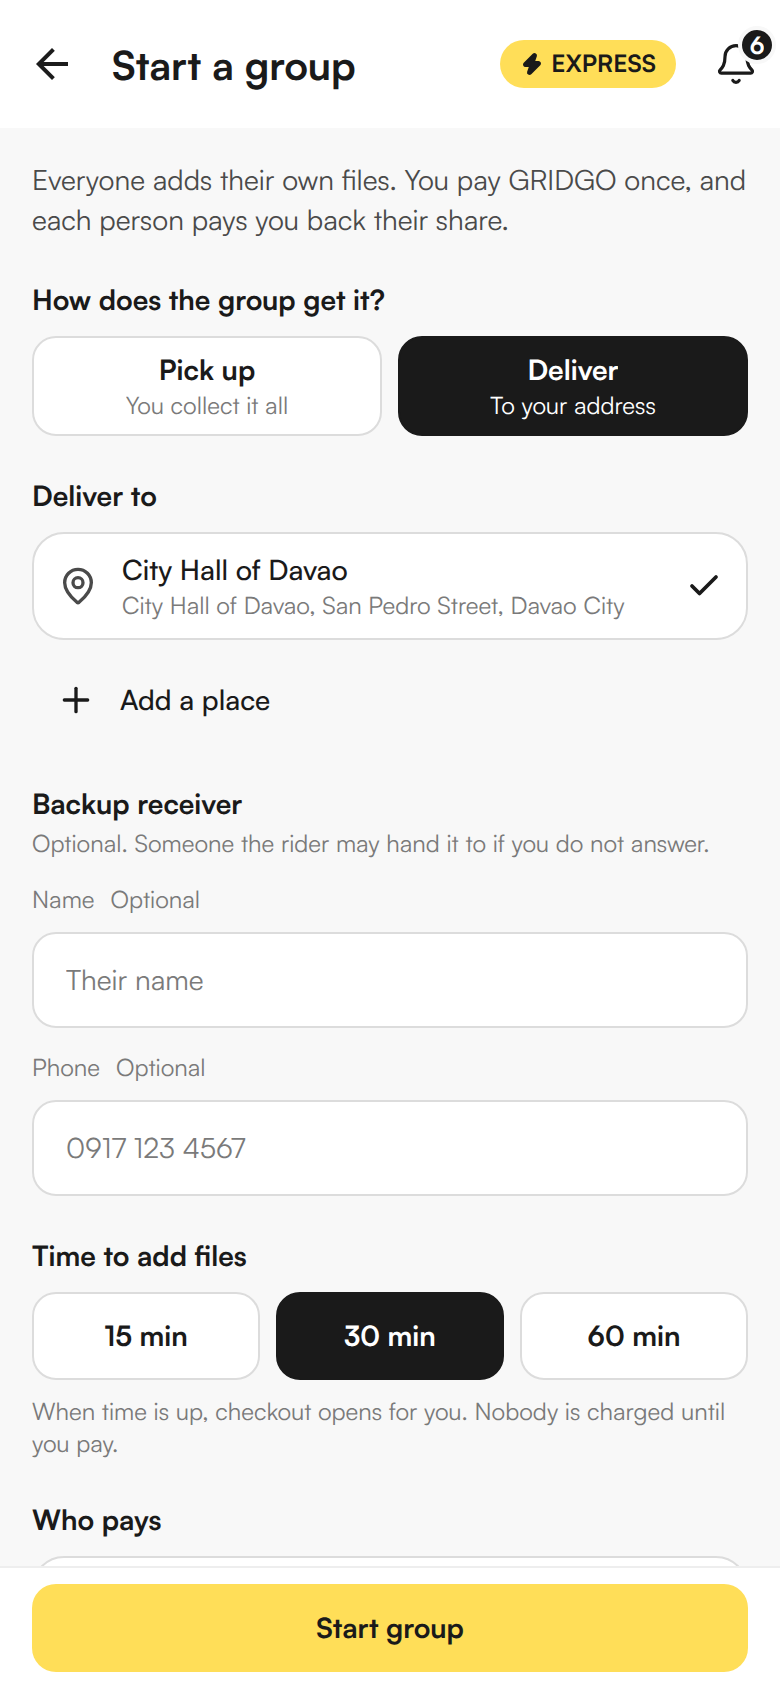 Start a group
EXPRESS
6
Everyone adds their own files. You pay GRIDGO once, and
each person pays you back their share.
How does the group get it?
Pick up
You collect it all
Deliver
To your address
Deliver to
City Hall of Davao
City Hall of Davao, San Pedro Street, Davao City
Add a place
Backup receiver
Optional. Someone the rider may hand it to if you do not answer.
Name Optional
Their name
Phone Optional
0917 123 4567
Time to add files
15 min
30 min
60 min
When time is up, checkout opens for you. Nobody is charged until
you pay.
Who pays
Start group